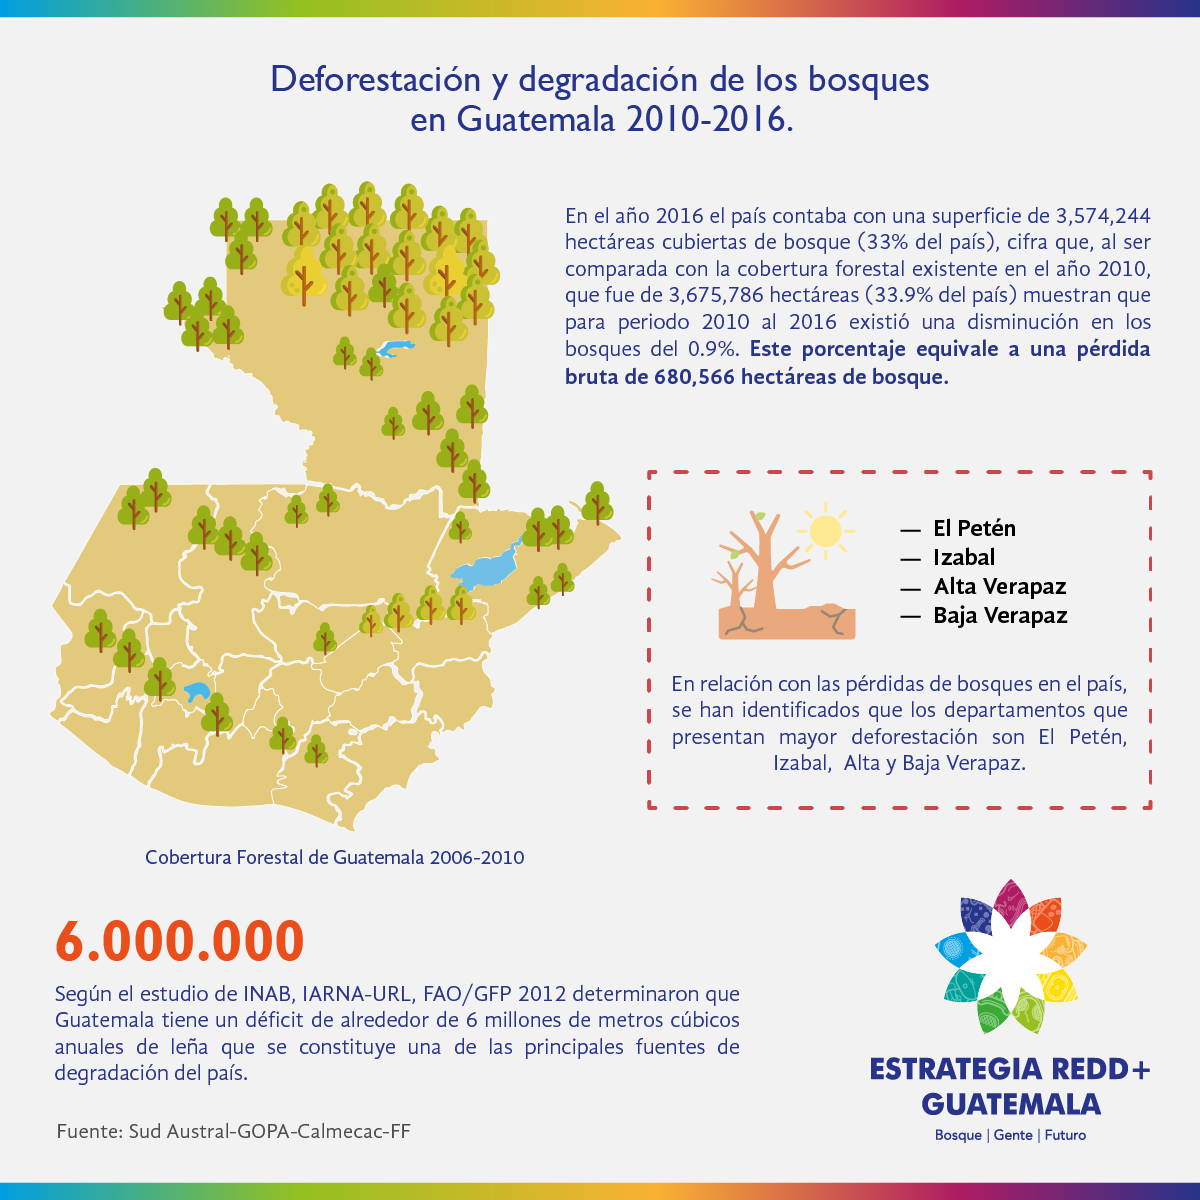 Deforestación y degradación de los bosques
en Guatemala 2010-2016.
En el año 2016 el país contaba con una superficie de 3,574,244
hectáreas cubiertas de bosque (33% del país), cifra que, al ser
comparada con la cobertura forestal existente en el año 2010,
que fue de 3,675,786 hectáreas (33.9% del país) muestran que
para periodo 2010 al 2016 existió una disminución en los
bosques del 0.9%. Este porcentaje equivale a una pérdida
bruta de 680,566 hectáreas de bosque.
— El Petén
— Izabal
— Alta Verapaz
— Baja Verapaz
En relación con las pérdidas de bosques en el país,
se han identificados que los departamentos que
presentan mayor deforestación son El Petén,
Izabal, Alta y Baja Verapaz.
Cobertura Forestal de Guatemala 2006-2010
6.000.000
Según el estudio de INAB, IARNA-URL, FAO/GFP 2012 determinaron que
Guatemala tiene un déficit de alrededor de 6 millones de metros cúbicos
anuales de leña que se constituye una de las principales fuentes de
degradación del país.
Fuente: Sud Austral-GOPA-Calmecac-FF
ESTRATEGIA REDD+
GUATEMALA
Bosque | Gente | Futuro